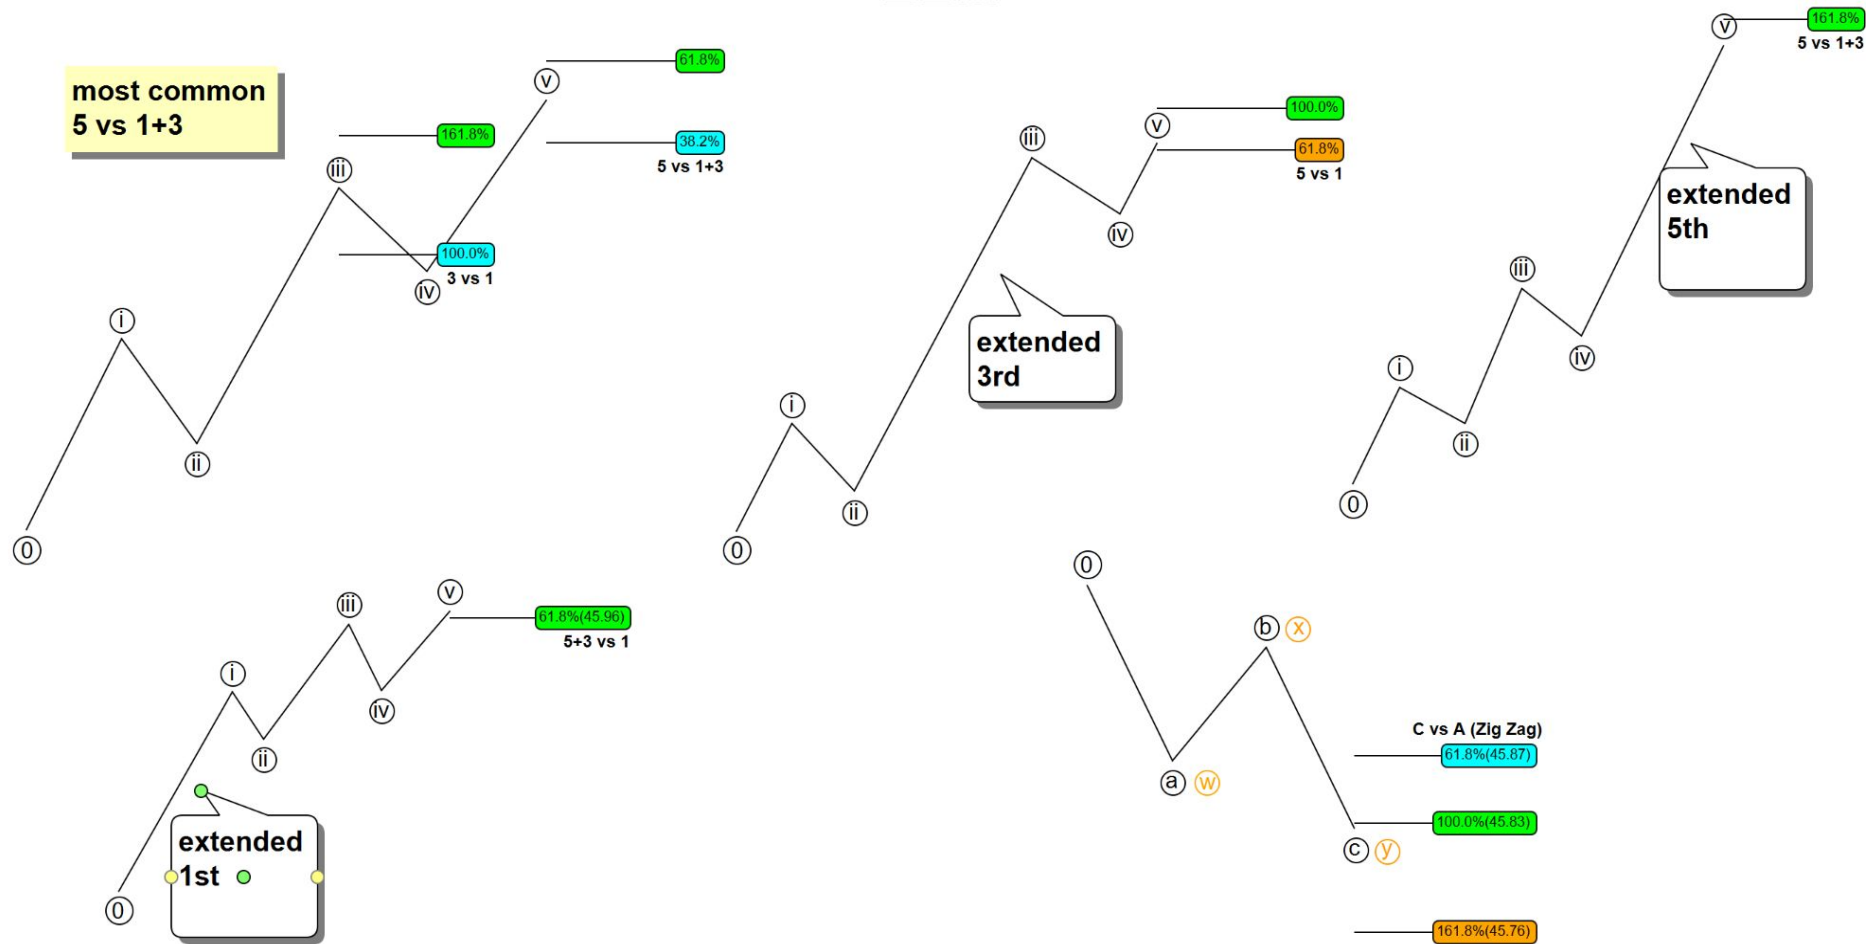 most common
5 vs 1+3
0
i
ii
iii
iv
v
161.8%
100.0%
3 vs 1
61.8%
38.2%
5 vs 1+3
0
i
ii
iii
iv
v
100.0%
61.8%
5 vs 1
extended
3rd
0
i
ii
iii
iv
v
161.8%
5 vs 1+3
extended
5th
0
i
ii
iii
iv
v
61.8%(45.96)
5+3 vs 1
extended
1st
0
a w
b x
c y
C vs A (Zig Zag)
61.8%(45.87)
100.0%(45.83)
161.8%(45.76)